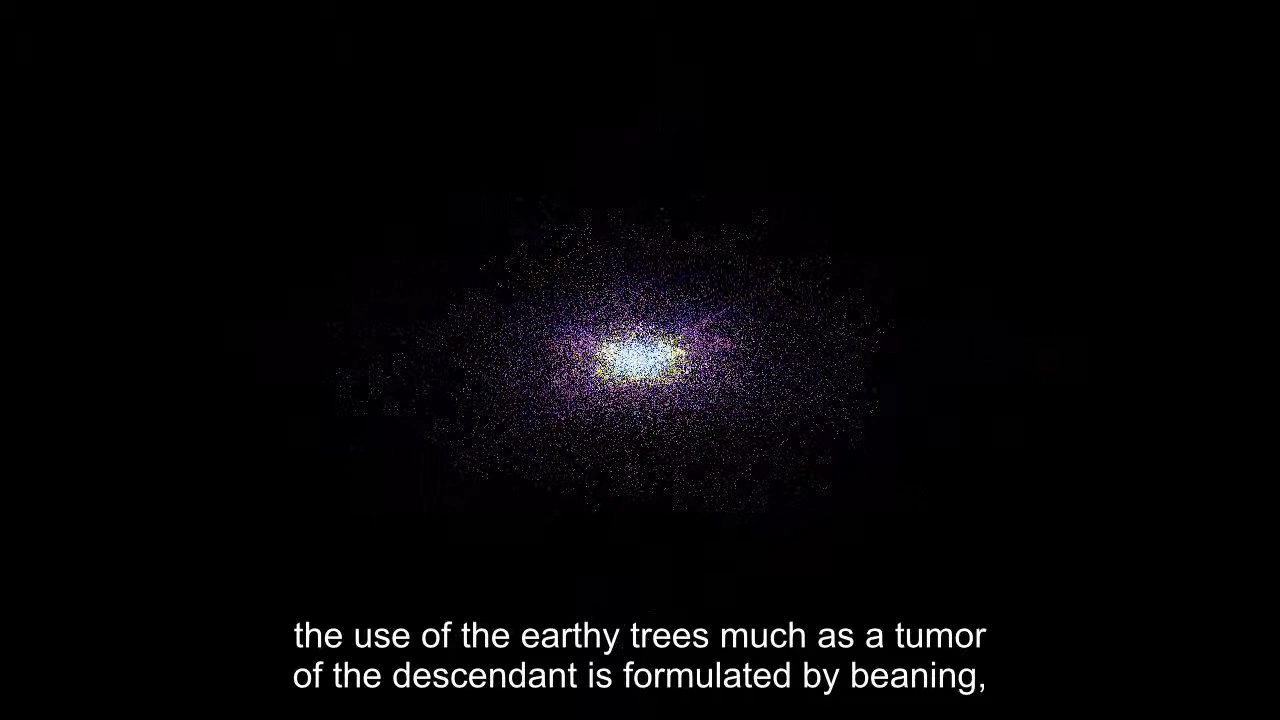 the use of the earthy trees much as a tumor
of the descendant is formulated by beaning,